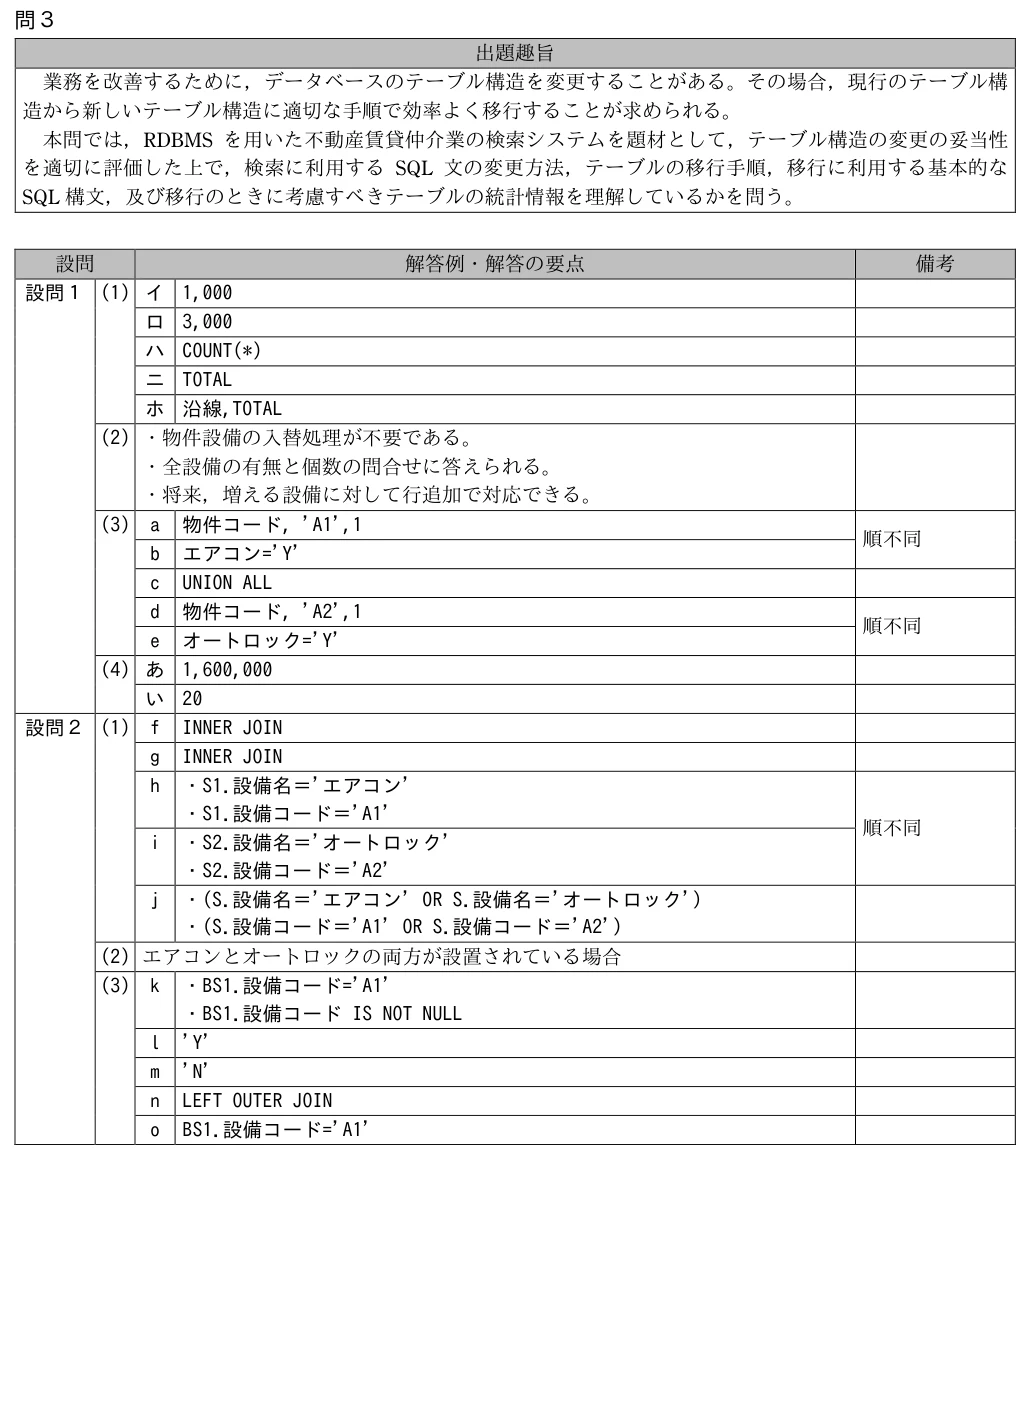 問３
出題趣旨
業務を改善するために，データベースのテーブル構造を変更することがある。その場合，現行のテーブル構
造から新しいテーブル構造に適切な手順で効率よく移行することが求められる。
本問では，RDBMS を用いた不動産賃貸仲介業の検索システムを題材として，テーブル構造の変更の妥当性
を適切に評価した上で，検索に利用する SQL 文の変更方法，テーブルの移行手順，移行に利用する基本的な
SQL 構文，及び移行のときに考慮すべきテーブルの統計情報を理解しているかを問う。
設問 解答例・解答の要点 備考
設問１ (1) イ 1,000
ロ 3,000
ハ COUNT(*)
ニ TOTAL
ホ 沿線,TOTAL
(2) ・物件設備の入替処理が不要である。
・全設備の有無と個数の問合せに答えられる。
・将来，増える設備に対して行追加で対応できる。
(3) a 物件コード, 'A1',1 順不同
b エアコン='Y'
c UNION ALL
d 物件コード, 'A2',1 順不同
e オートロック='Y'
(4) あ 1,600,000
い 20
設問２ (1) f INNER JOIN
g INNER JOIN
h ・S1.設備名＝'エアコン' 順不同
・S1.設備コード＝'A1'
i ・S2.設備名＝'オートロック'
・S2.設備コード＝'A2'
j ・(S.設備名＝'エアコン' OR S.設備名＝'オートロック')
・(S.設備コード＝'A1' OR S.設備コード＝'A2')
(2) エアコンとオートロックの両方が設置されている場合
(3) k ・BS1.設備コード='A1'
・BS1.設備コード IS NOT NULL
l 'Y'
m 'N'
n LEFT OUTER JOIN
o BS1.設備コード='A1'